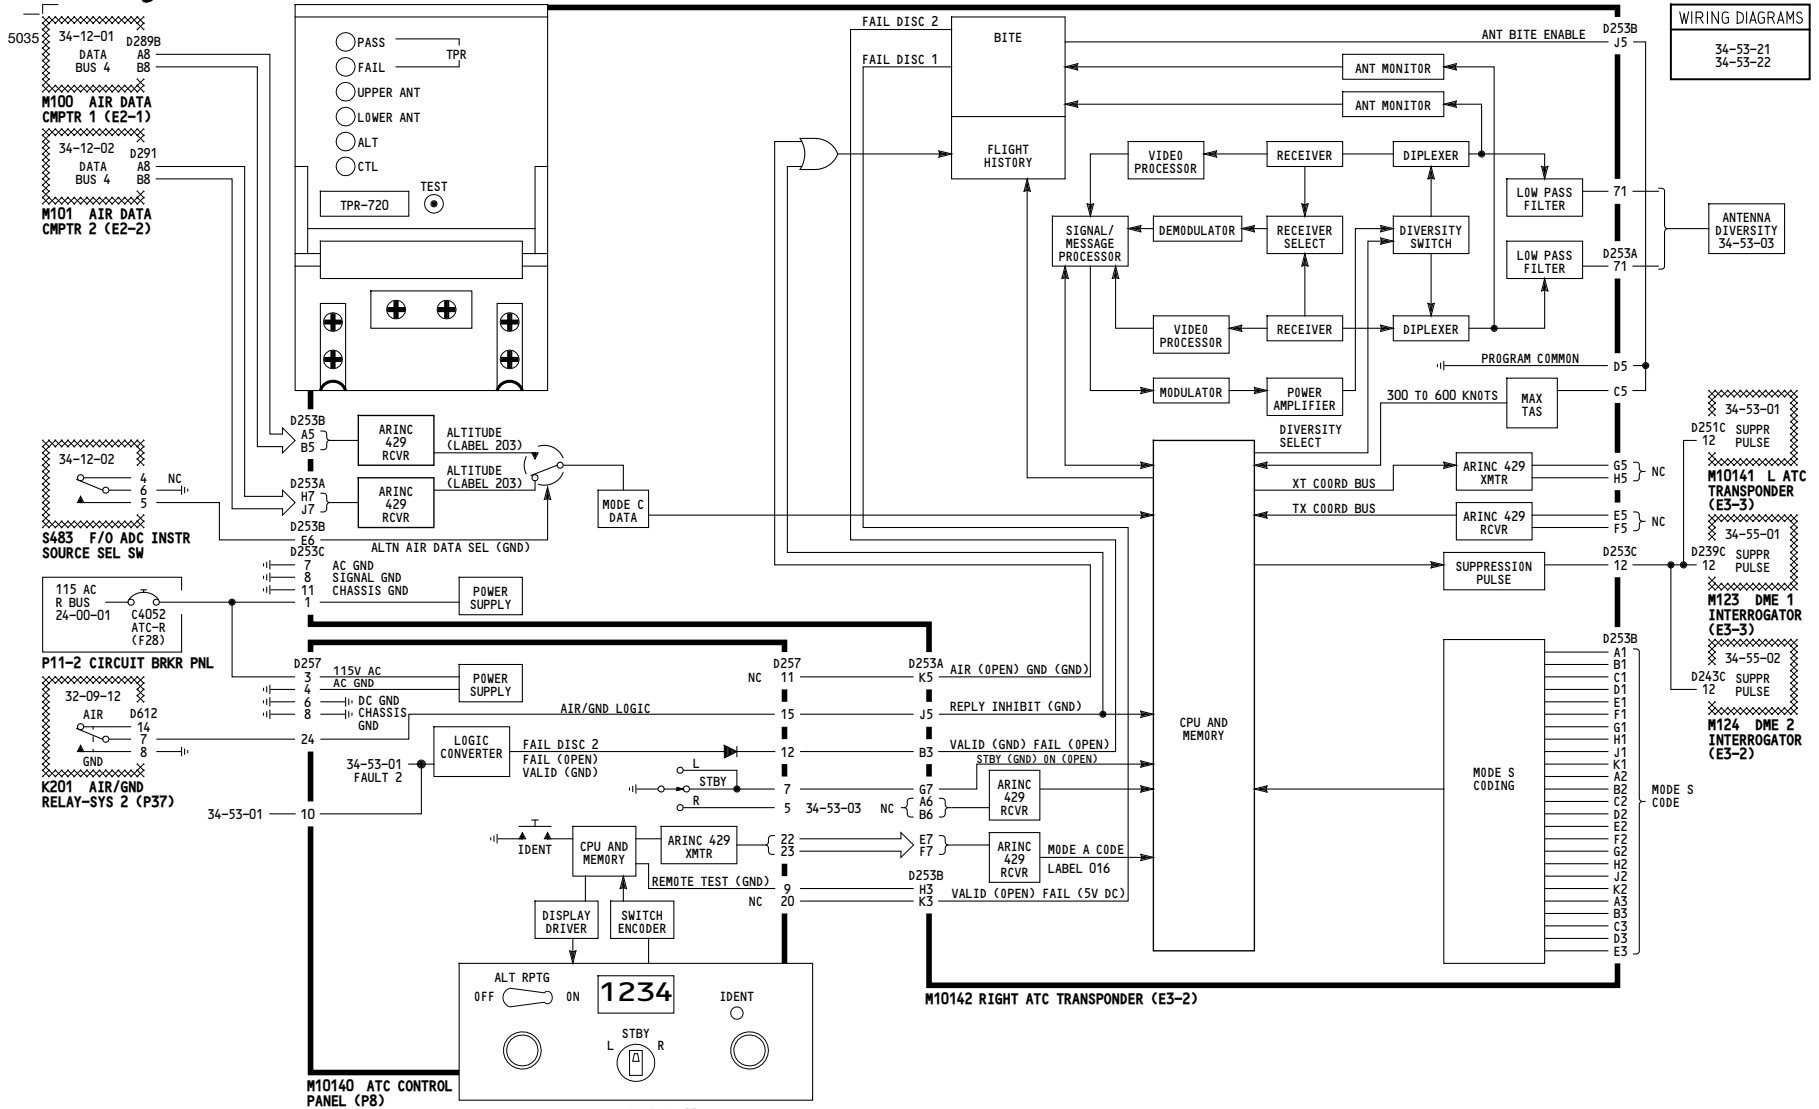 5035
34-12-01
DATA
BUS 4
D289B
A8
B8
M100 AIR DATA
CMPTR 1 (E2-1)
34-12-02
DATA
BUS 4
D291
A8
B8
M101 AIR DATA
CMPTR 2 (E2-2)
34-12-02
4
6
5
NC
S483 F/O ADC INSTR
SOURCE SEL SW
115 AC
R BUS
24-00-01
C4052
ATC-R
(F28)
P11-2 CIRCUIT BRKR PNL
32-09-12
AIR
D612
14
7
8
GND
K201 AIR/GND
RELAY-SYS 2 (P37)
34-53-01
PASS
FAIL
TPR
UPPER ANT
LOWER ANT
ALT
CTL
TPR-720
TEST
D253B
A5
B5
ARINC
429
RCVR
ALTITUDE
(LABEL 203)
ALTITUDE
(LABEL 203)
D253A
H7
J7
ARINC
429
RCVR
MODE C
DATA
D253B
E6
ALTN AIR DATA SEL (GND)
D253C
7 AC GND
8 SIGNAL GND
11 CHASSIS GND
1
POWER
SUPPLY
D257
3 115V AC
4 AC GND
6 DC GND
8 CHASSIS
GND
24
10
POWER
SUPPLY
AIR/GND LOGIC
34-53-01
FAULT 2
LOGIC
CONVERTER
FAIL DISC 2
FAIL (OPEN)
VALID (GND)
L
STBY
R
IDENT
CPU AND
MEMORY
ARINC 429
XMTR
REMOTE TEST (GND)
NC
DISPLAY
DRIVER
SWITCH
ENCODER
D257
NC 11
15
12
7
5 34-53-03
22
23
9
20
ALT RPTG
OFF
ON
1234
IDENT
STBY
L
R
M10140 ATC CONTROL
PANEL (P8)
D253A
K5 AIR (OPEN) GND (GND)
J5 REPLY INHIBIT (GND)
B3 VALID (GND) FAIL (OPEN)
STBY (GND) ON (OPEN)
G7
NC
A6
B6
ARINC
429
RCVR
E7
F7
ARINC
429
RCVR
MODE A CODE
LABEL 016
D253B
H3
K3
VALID (OPEN) FAIL (5V DC)
M10142 RIGHT ATC TRANSPONDER (E3-2)
FAIL DISC 2
FAIL DISC 1
BITE
FLIGHT
HISTORY
ANT BITE ENABLE
D253B
J5
ANT MONITOR
ANT MONITOR
VIDEO
PROCESSOR
RECEIVER
DIPLEXER
LOW PASS
FILTER
71
SIGNAL/
MESSAGE
PROCESSOR
DEMODULATOR
RECEIVER
SELECT
DIVERSITY
SWITCH
LOW PASS
FILTER
D253A
71
ANTENNA
DIVERSITY
34-53-03
VIDEO
PROCESSOR
RECEIVER
DIPLEXER
PROGRAM COMMON
D5
MODULATOR
POWER
AMPLIFIER
300 TO 600 KNOTS
MAX
TAS
C5
DIVERSITY
SELECT
CPU AND
MEMORY
XT COORD BUS
ARINC 429
XMTR
G5
H5
NC
TX COORD BUS
ARINC 429
RCVR
E5
F5
NC
SUPPRESSION
PULSE
D253C
12
MODE S
CODING
D253B
A1
B1
C1
D1
E1
F1
G1
H1
J1
K1
A2
B2
C2
D2
E2
F2
G2
H2
J2
K2
A3
B3
C3
D3
E3
MODE S
CODE
WIRING DIAGRAMS
34-53-21
34-53-22
34-53-01
D251C
12
SUPPR
PULSE
M10141 L ATC
TRANSPONDER
(E3-3)
34-55-01
D239C
12
SUPPR
PULSE
M123 DME 1
INTERROGATOR
(E3-3)
34-55-02
D243C
12
SUPPR
PULSE
M124 DME 2
INTERROGATOR
(E3-2)